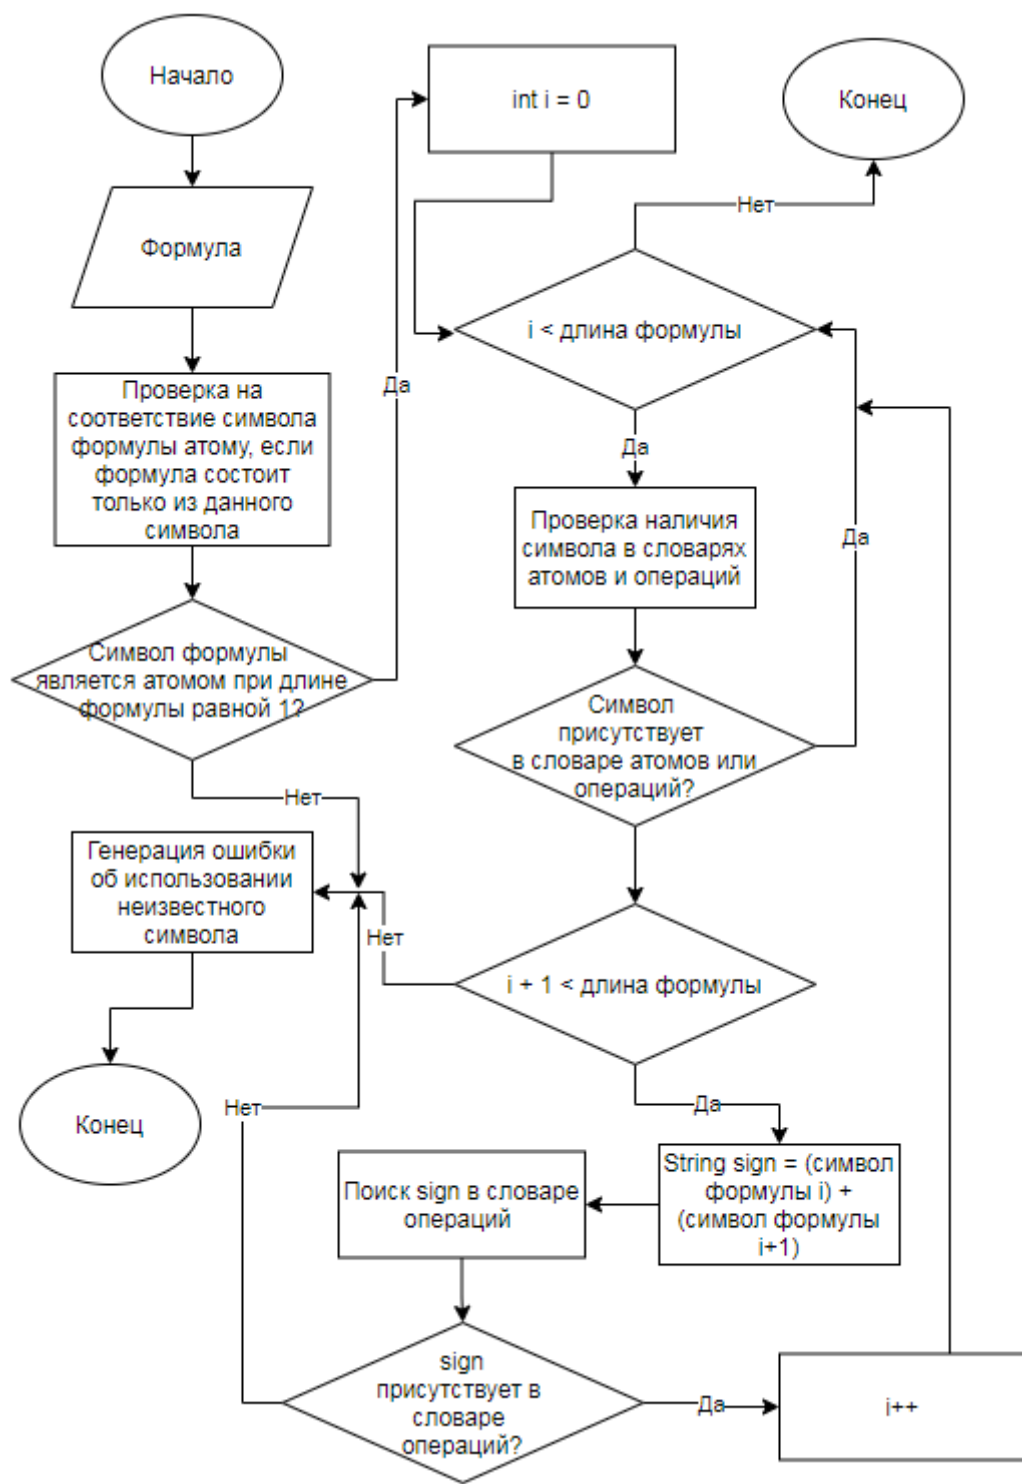 Начало
Формула
Проверка на
соответствие символа
формулы атому, если
формула состоит
только из данного
символа
Символ формулы
является атомом при длине
формулы равной 1?
Да
Нет
int i = 0
i < длина формулы
Нет
Конец
Да
Проверка наличия
символа в словарях
атомов и операций
Символ
присутствует
в словаре атомов или
операций?
Да
i + 1 < длина формулы
Нет
Генерация ошибки
об использовании
неизвестного
символа
Конец
Да
String sign = (символ
формулы i) +
(символ формулы
i+1)
Поиск sign в словаре
операций
sign
присутствует в
словаре
операций?
Нет
Да
i++